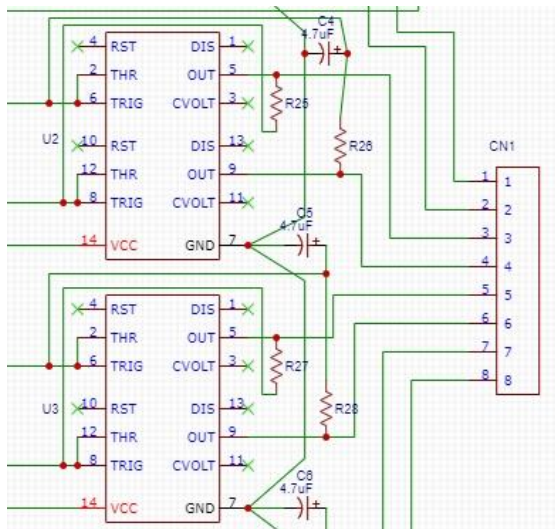 C4
4.7uF
4 RST DIS 1
2 THR OUT 5
6 TRIG CVOLT 3
R25
U2
10 RST DIS 13
R26
12 THR OUT 9
8 TRIG CVOLT 11
C5
4.7uF
14 VCC GND 7
CN1
1 1
2 2
3 3
4 4
5 5
6 6
7 7
8 8
4 RST DIS 1
2 THR OUT 5
6 TRIG CVOLT 3
R27
U3
10 RST DIS 13
R28
12 THR OUT 9
8 TRIG CVOLT 11
C6
4.7uF
14 VCC GND 7